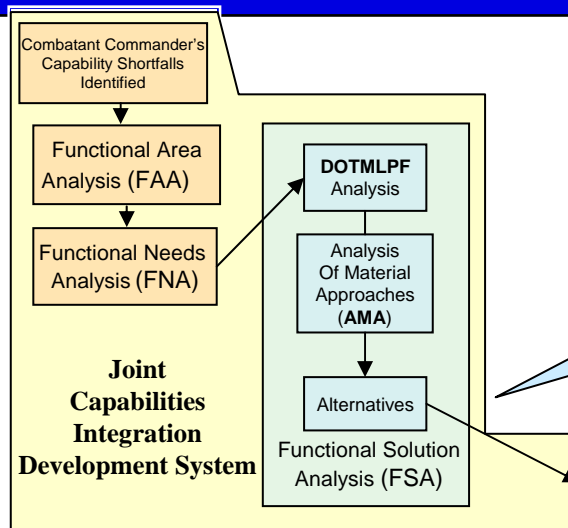 Combatant Commander's
Capability Shortfalls
Identified
Functional Area
Analysis (FAA)
Functional Needs
Analysis (FNA)
DOTMLPF
Analysis
Analysis
Of Material
Approaches
(AMA)
Alternatives
Functional Solution
Analysis (FSA)
Joint
Capabilities
Integration
Development System